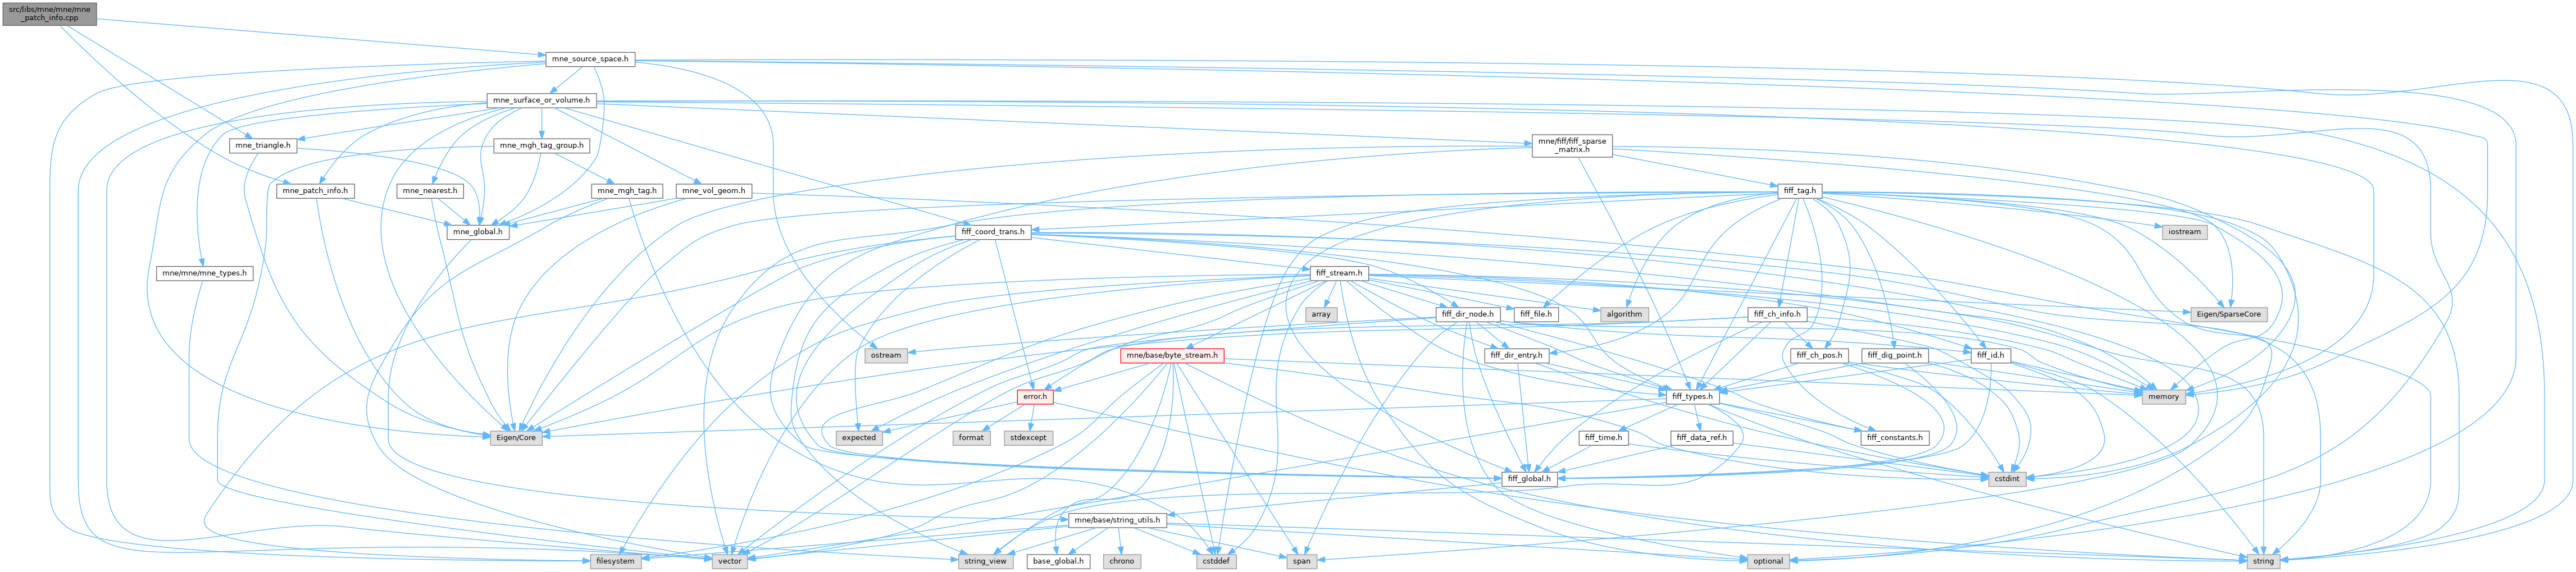 src/libs/mne/mne/mne
_patch_info.cpp
mne_source_space.h
mne_surface_or_volume.h
mne_triangle.h
mne_mgh_tag_group.h
mne/fiff/fiff_sparse
_matrix.h
mne_patch_info.h
mne_nearest.h
mne_mgh_tag.h
mne_vol_geom.h
fiff_tag.h
mne_global.h
fiff_coord_trans.h
iostream
mne/mne/mne_types.h
fiff_stream.h
array
fiff_dir_node.h
fiff_file.h
algorithm
fiff_ch_info.h
Eigen/SparseCore
ostream
mne/base/byte_stream.h
fiff_dir_entry.h
fiff_ch_pos.h
fiff_dig_point.h
fiff_id.h
error.h
fiff_types.h
memory
Eigen/Core
expected
format
stdexcept
fiff_time.h
fiff_data_ref.h
fiff_constants.h
fiff_global.h
cstdint
mne/base/string_utils.h
filesystem
vector
string_view
base_global.h
chrono
cstddef
span
optional
string